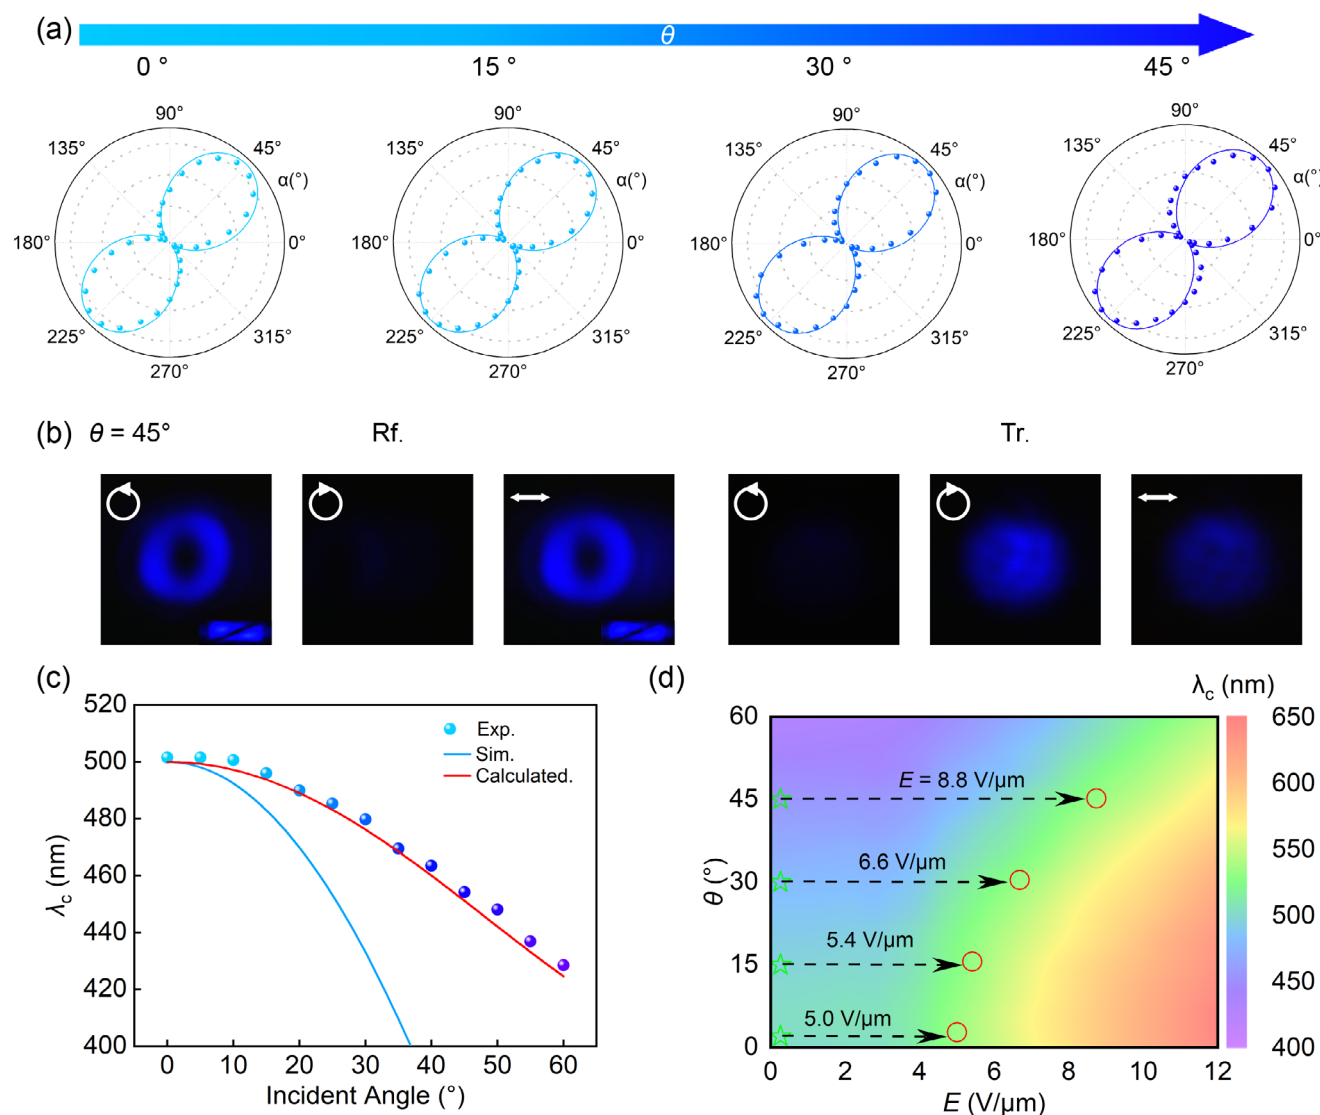 (a)
θ
0 ° 15 ° 30 ° 45 °
90° 90° 90° 90°
135° 45° 135° 45° 135° 45° 135° 45°
α(°) α(°) α(°) α(°)
180° 0° 180° 0° 180° 0° 180° 0°
225° 315° 225° 315° 225° 315° 225° 315°
270° 270° 270° 270°
(b) θ = 45° Rf. Tr.
(c)
520
500
480
460
440
420
400
λc (nm)
Exp.
Sim.
Calculated.
0 10 20 30 40 50 60
Incident Angle (°)
(d)
λc (nm)
60
45
30
15
0
θ (°)
E = 8.8 V/μm
6.6 V/μm
5.4 V/μm
5.0 V/μm
0 2 4 6 8 10 12
E (V/μm)
650
600
550
500
450
400